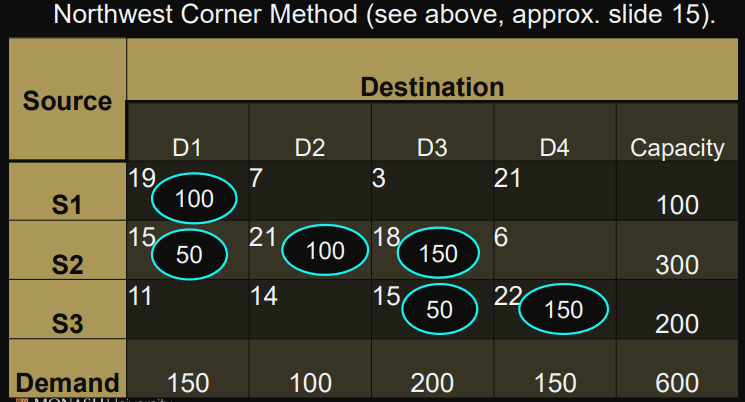 Northwest Corner Method (see above, approx. slide 15).
Source Destination
D1 D2 D3 D4 Capacity
S1 19 100 7 3 21 100
S2 15 50 21 100 18 150 6 300
S3 11 14 15 50 22 150 200
Demand 150 100 200 150 600
MONASH University